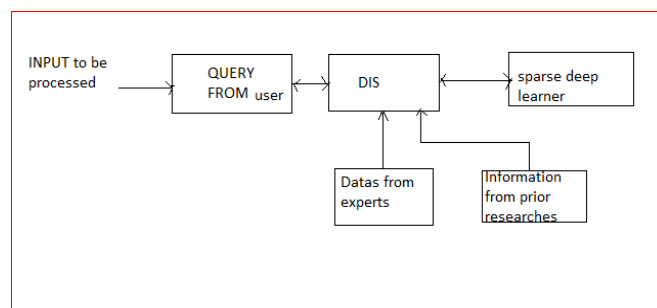 INPUT to be
processed
QUERY
FROM user
DIS
sparse deep
learner
Datas from
experts
Information
from prior
researches